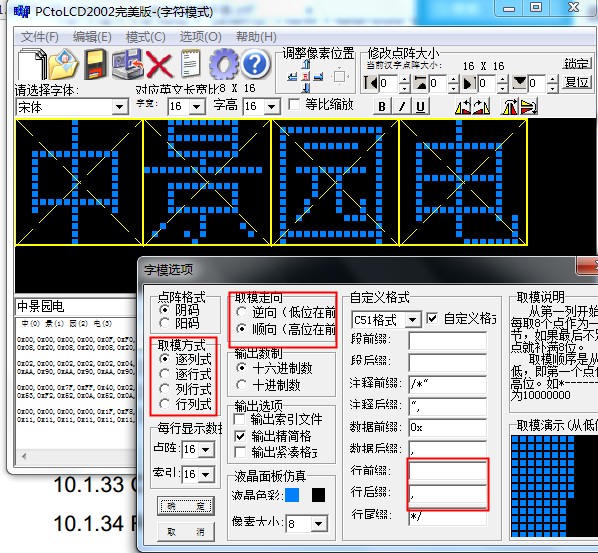 PCtoLCD2002完美版-(字符模式)
文件(F) 编辑(E) 模式(C) 选项(O) 帮助(H)
调整像素位置
修改点阵大小
当前汉字点阵大小: 16 X 16
锁定
0 0 0 0 复位
请选择字体: 对应英文长宽比8 X 16
宋体 字宽: 16 字高 16 等比缩放 B I U
中景园电
字模选项
中景园电
中(0) 景(1) 园(2) 电(3)
点阵格式
阴码
阳码
取模方式
逐列式
逐行式
列行式
行列式
每行显示数据
点阵: 16
索引: 16
确 定
取 消
取模走向
逆向(低位在前
顺向(高位在前
输出数制
十六进制数
十进制数
输出选项
输出索引文件
输出精简格
输出紧凑格式
液晶面板仿真
液晶色彩:
像素大小: 8
自定义格式
C51格式 自定义格式
段前缀:
段后缀:
注释前缀: /*"
注释后缀: ",
数据前缀: 0x
数据后缀: ,
行前缀:
行后缀: ,
行尾缀: */
取模说明
从第一列开始
每取8个点作为一
节,如果最后不
点就补满8位。
取模顺序是从
低,即第一个点
高位。如*-------
为10000000
取模演示(从低
10.1.33
10.1.34